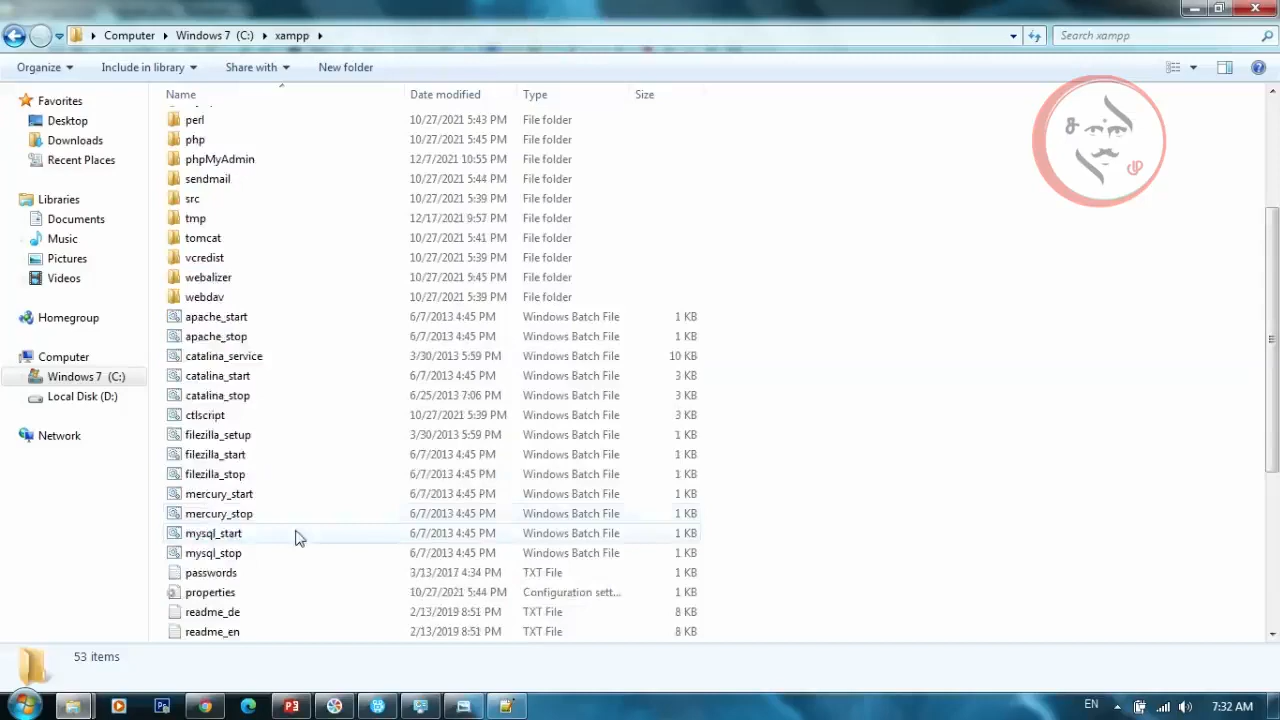 Computer Windows 7 (C:) xampp
Search xampp
Organize Include in library Share with New folder
Name Date modified Type Size
Favorites
Desktop
Downloads
Recent Places
Libraries
Documents
Music
Pictures
Videos
Homegroup
Computer
Windows 7 (C:)
Local Disk (D:)
Network
perl 10/27/2021 5:43 PM File folder
php 10/27/2021 5:45 PM File folder
phpMyAdmin 12/7/2021 10:55 PM File folder
sendmail 10/27/2021 5:44 PM File folder
src 10/27/2021 5:39 PM File folder
tmp 12/17/2021 9:57 PM File folder
tomcat 10/27/2021 5:41 PM File folder
vcredist 10/27/2021 5:39 PM File folder
webalizer 10/27/2021 5:45 PM File folder
webdav 10/27/2021 5:39 PM File folder
apache_start 6/7/2013 4:45 PM Windows Batch File 1 KB
apache_stop 6/7/2013 4:45 PM Windows Batch File 1 KB
catalina_service 3/30/2013 5:59 PM Windows Batch File 10 KB
catalina_start 6/7/2013 4:45 PM Windows Batch File 3 KB
catalina_stop 6/25/2013 7:06 PM Windows Batch File 3 KB
ctlscript 10/27/2021 5:39 PM Windows Batch File 3 KB
filezilla_setup 3/30/2013 5:59 PM Windows Batch File 1 KB
filezilla_start 6/7/2013 4:45 PM Windows Batch File 1 KB
filezilla_stop 6/7/2013 4:45 PM Windows Batch File 1 KB
mercury_start 6/7/2013 4:45 PM Windows Batch File 1 KB
mercury_stop 6/7/2013 4:45 PM Windows Batch File 1 KB
mysql_start 6/7/2013 4:45 PM Windows Batch File 1 KB
mysql_stop 6/7/2013 4:45 PM Windows Batch File 1 KB
passwords 3/13/2017 4:34 PM TXT File 1 KB
properties 10/27/2021 5:44 PM Configuration sett... 1 KB
readme_de 2/13/2019 8:51 PM TXT File 8 KB
readme_en 2/13/2019 8:51 PM TXT File 8 KB
53 items
EN 7:32 AM